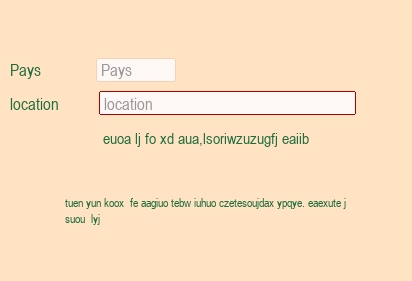 Pays Pays
location location
euoa lj fo xd aua,lsoriwzuzugfj eaiib
tuen yun koox fe aagiuo tebw iuhuo czetesoujdax ypqye. eaexute j
suou lyj